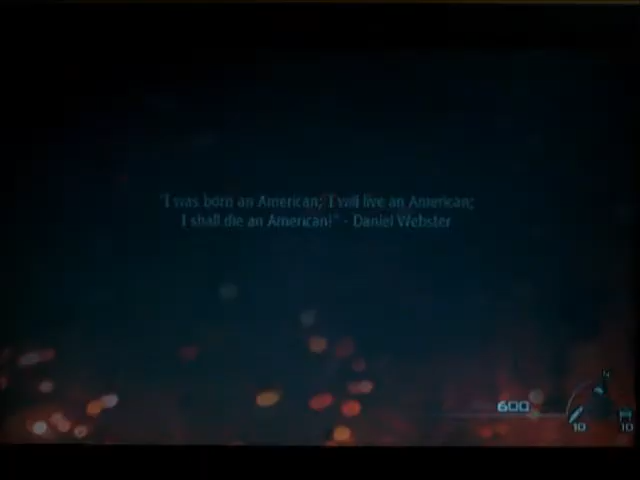 "I was born an American; I will live an American;
I shall die an American!" - Daniel Webster
600
N
10
10